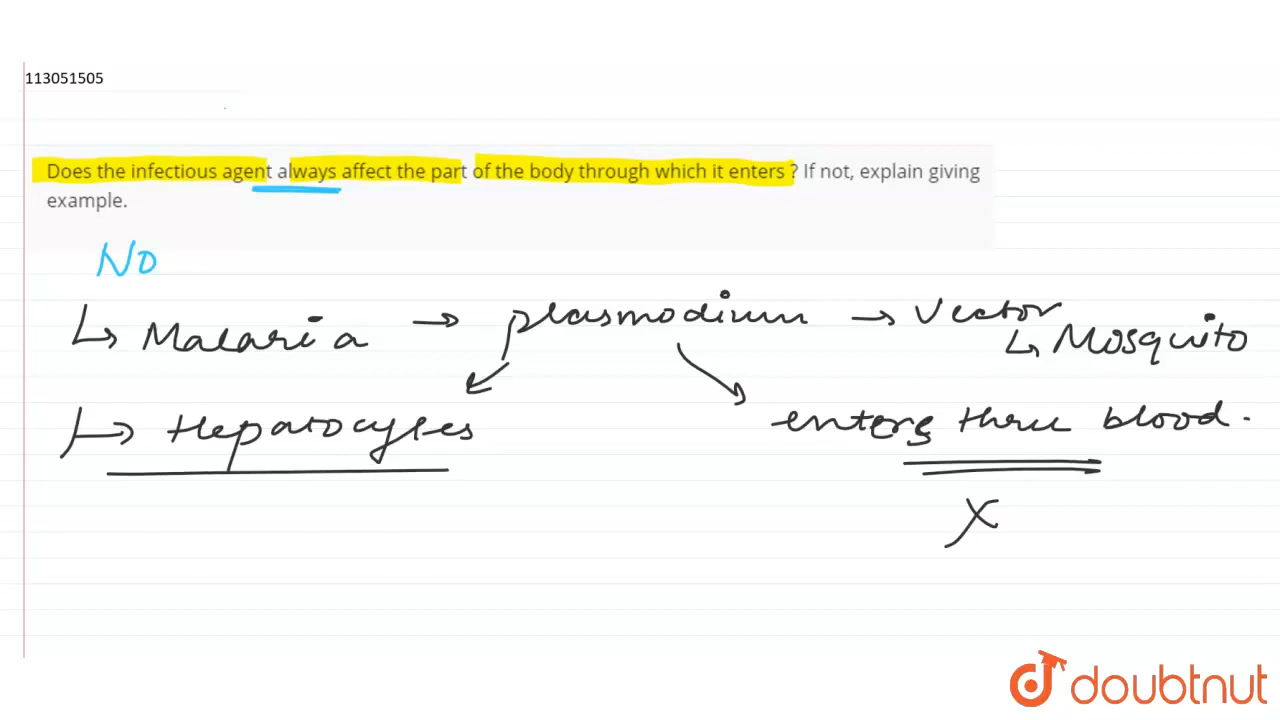 113051505
Does the infectious agent always affect the part of the body through which it enters ? If not, explain giving
example.
No
↳ Malaria → plasmodium → vector
↳ Mosquito
↳ Hepatocytes
enters thru blood.
X
doubtnut